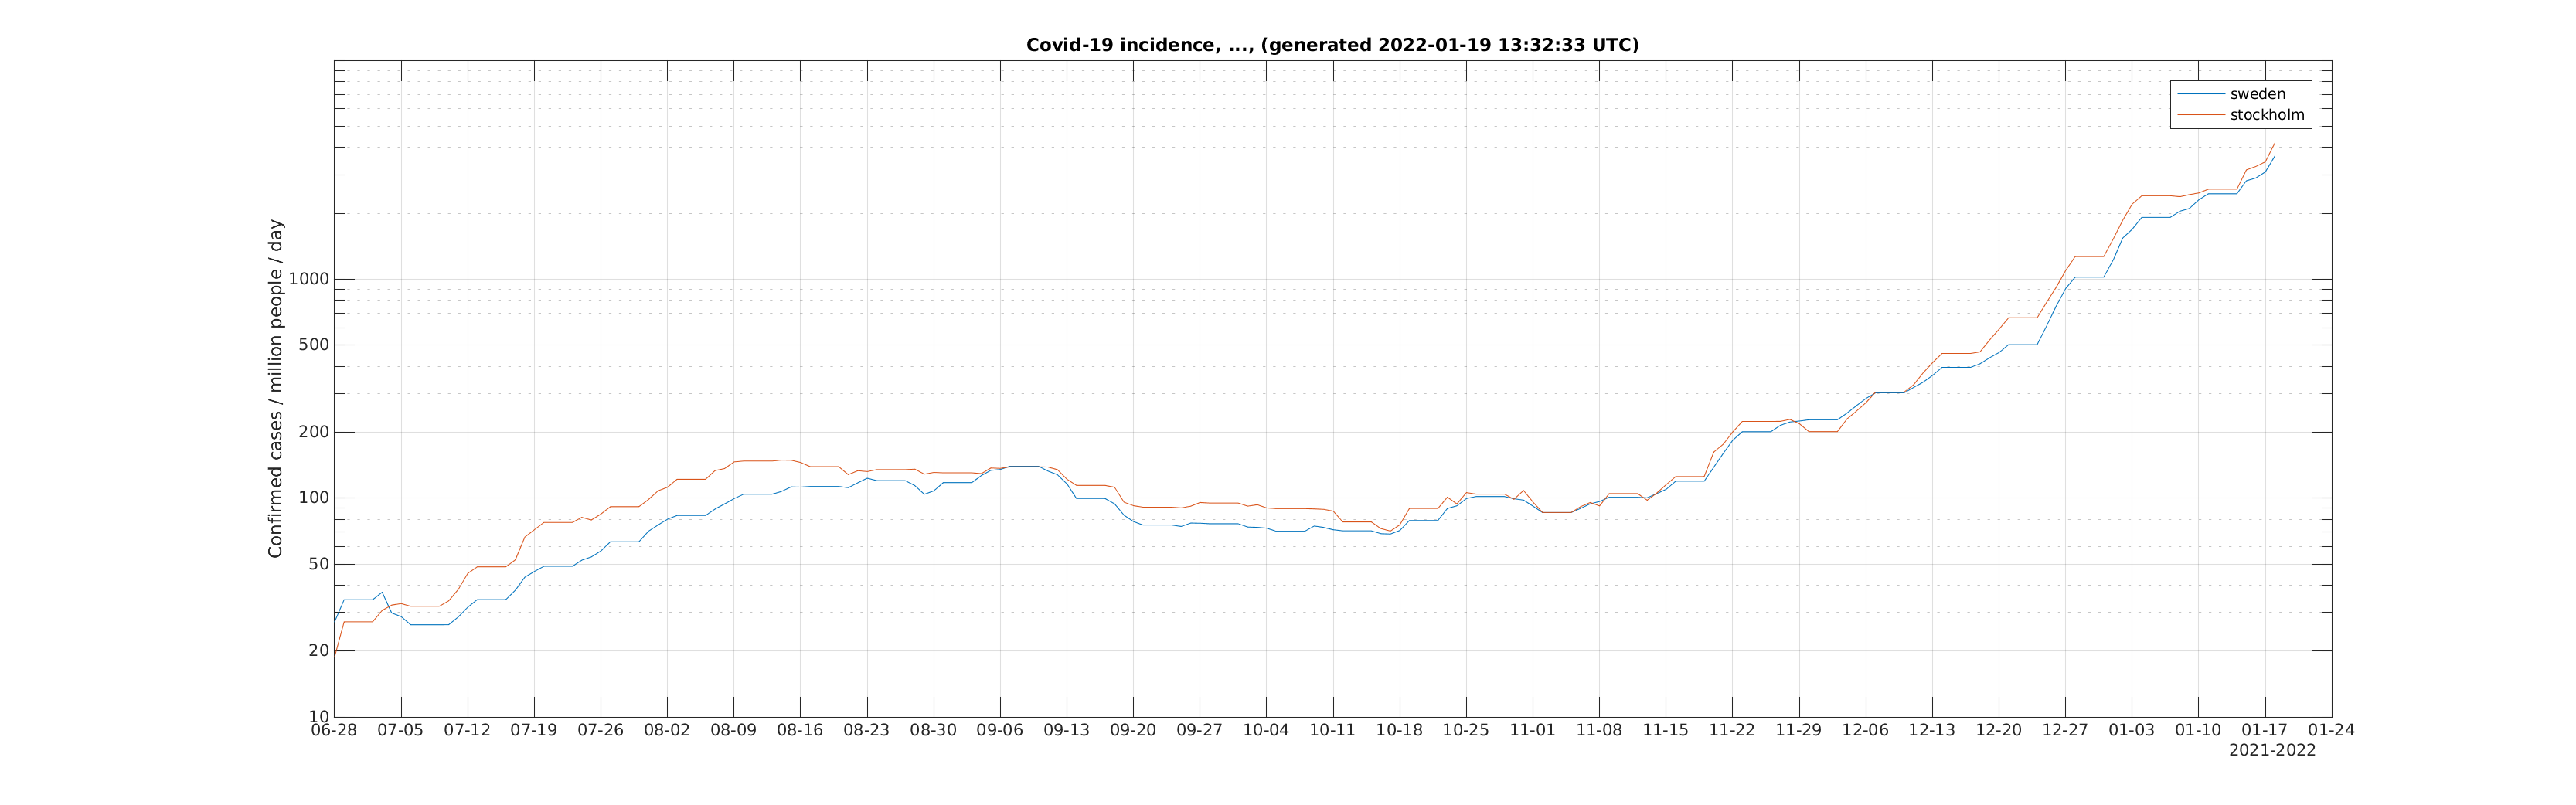 Covid-19 incidence, ..., (generated 2022-01-19 13:32:33 UTC)
sweden
stockholm
Confirmed cases / million people / day
1000
500
200
100
50
20
10
06-28 07-05 07-12 07-19 07-26 08-02 08-09 08-16 08-23 08-30 09-06 09-13 09-20 09-27 10-04 10-11 10-18 10-25 11-01 11-08 11-15 11-22 11-29 12-06 12-13 12-20 12-27 01-03 01-10 01-17 01-24
2021-2022